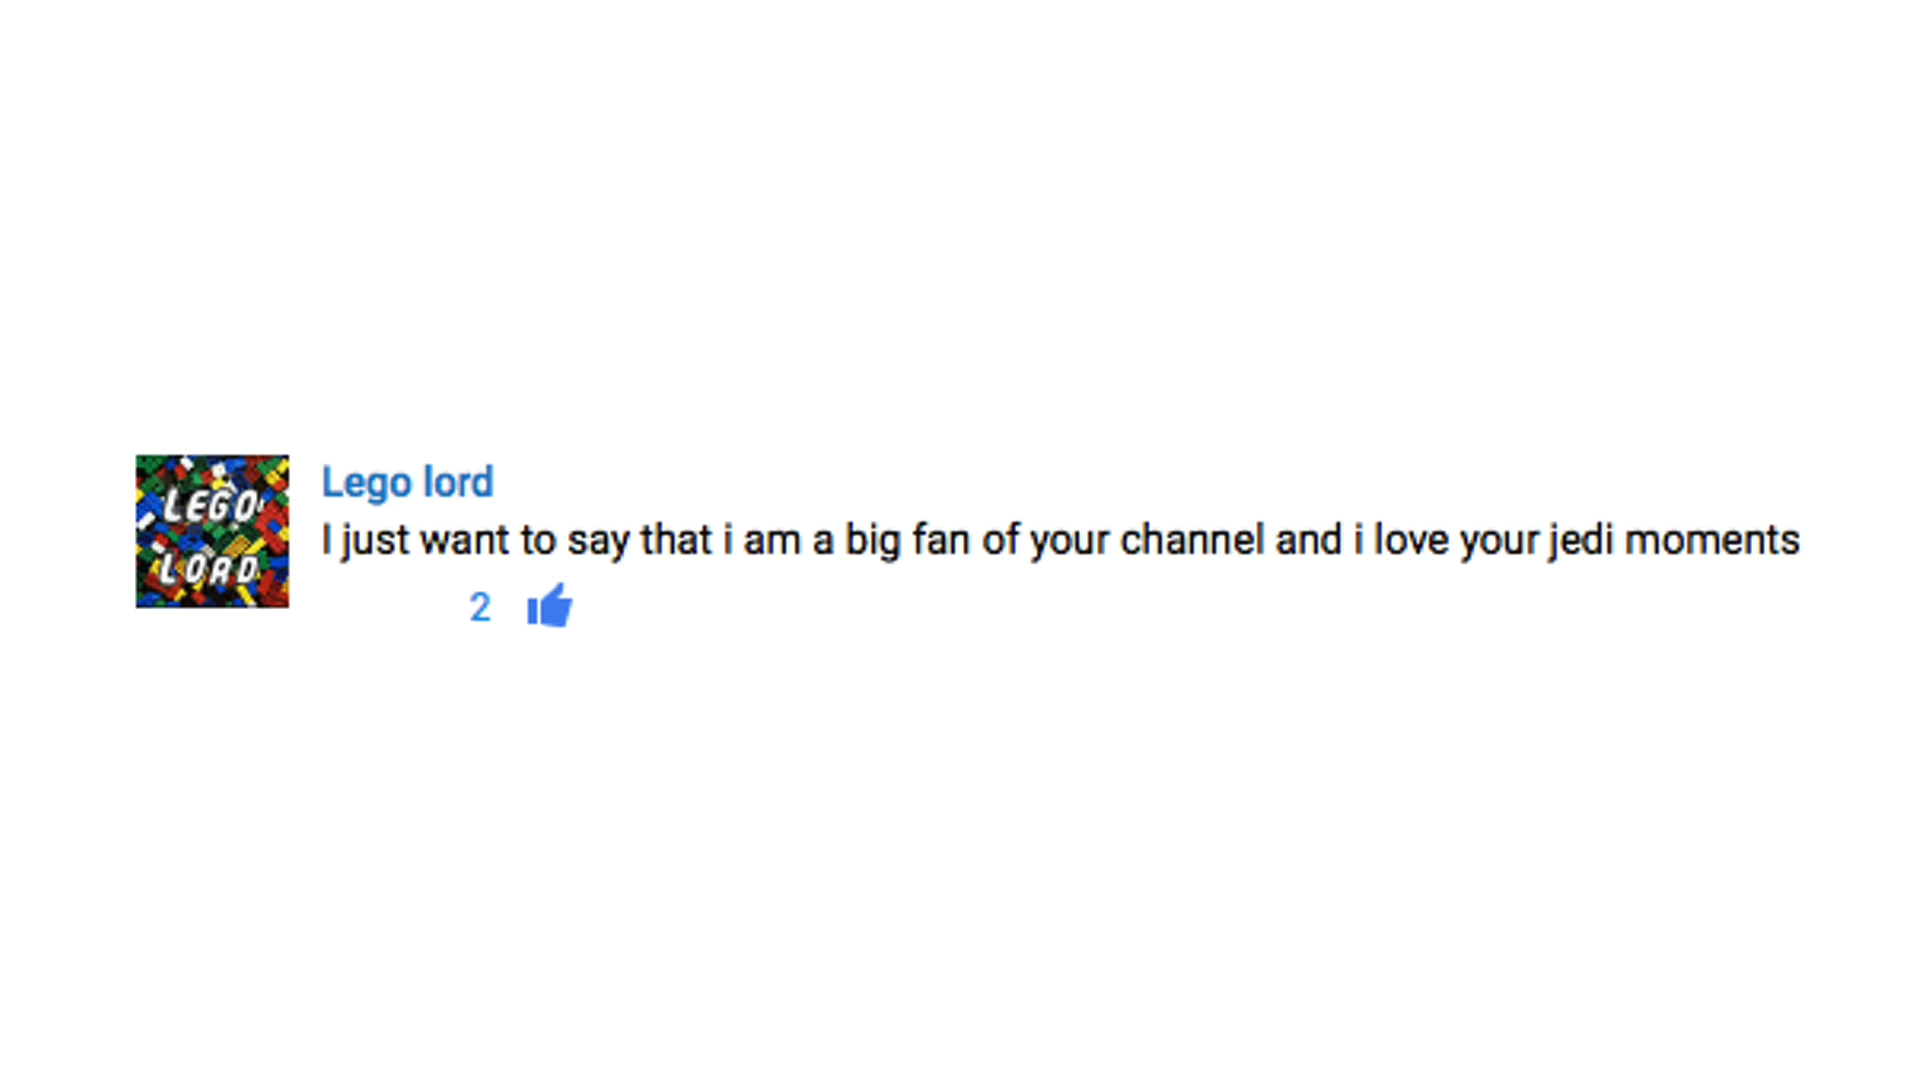 LEGO
LORD
Lego lord
I just want to say that i am a big fan of your channel and i love your jedi moments
2